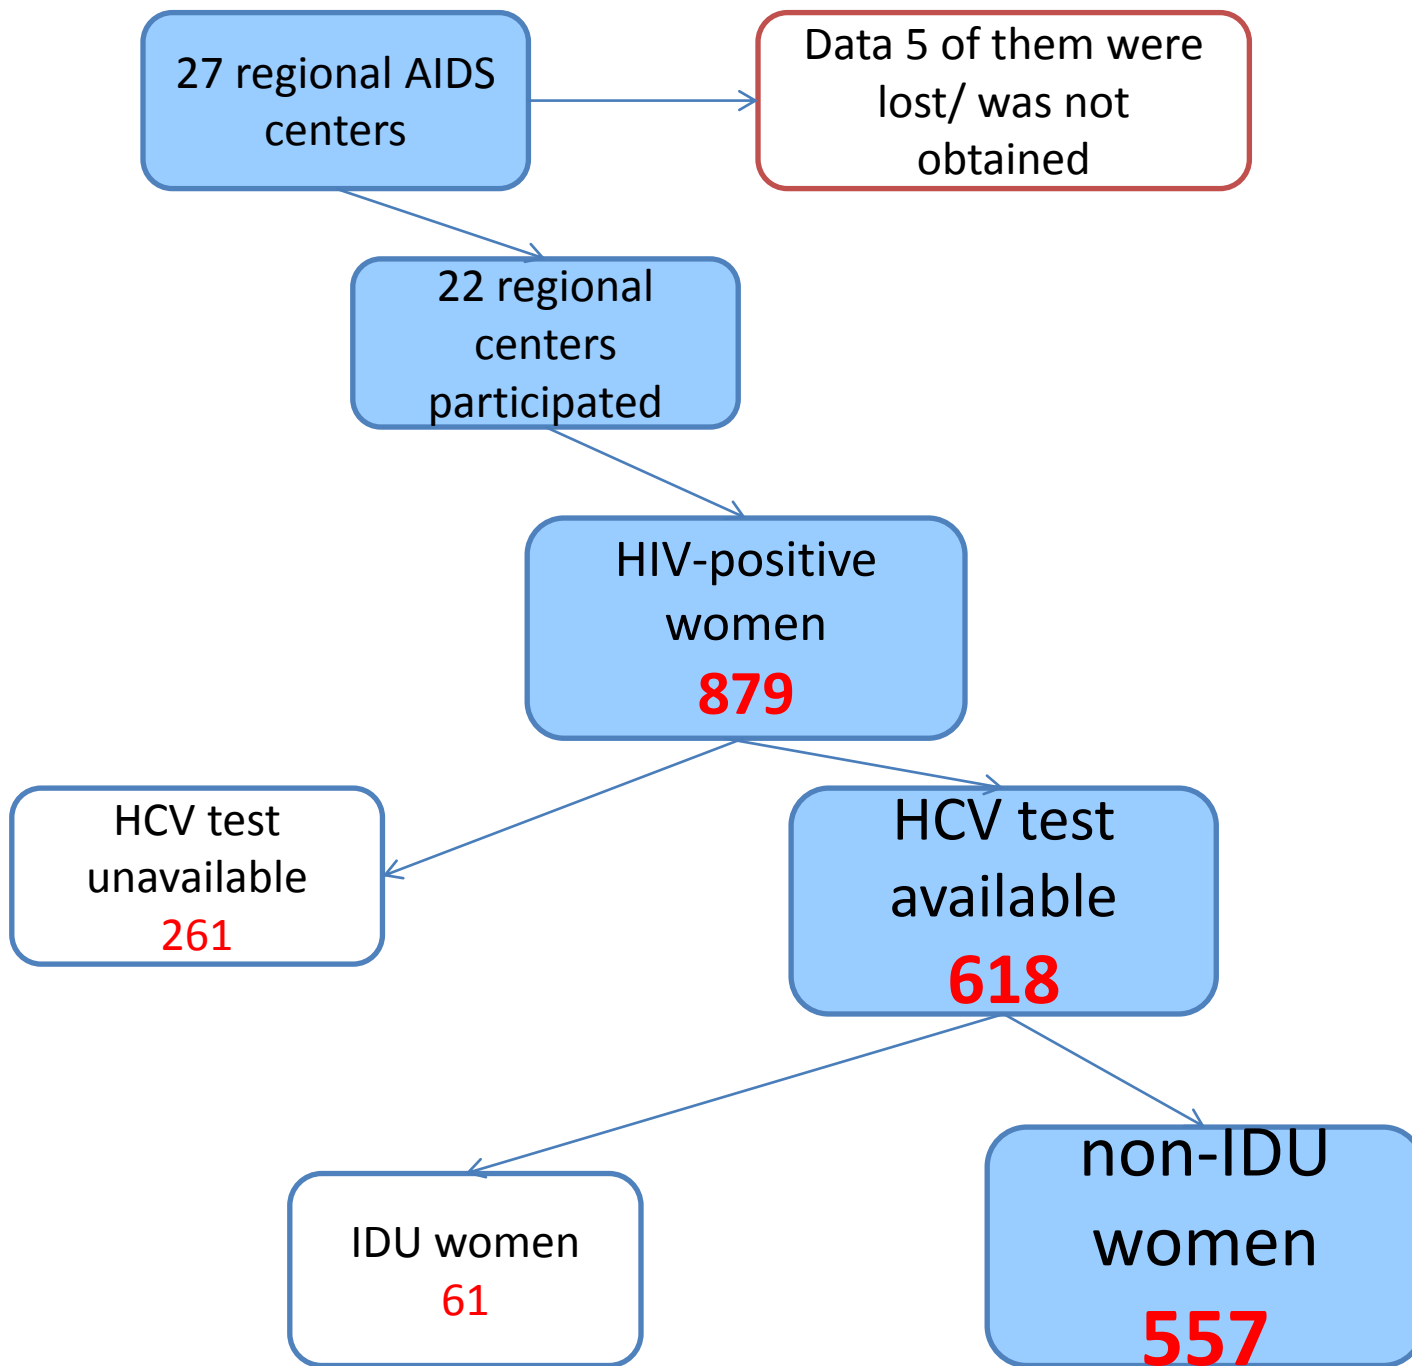 27 regional AIDS
centers
Data 5 of them were
lost/ was not
obtained
22 regional
centers
participated
HIV-positive
women
879
HCV test
unavailable
261
HCV test
available
618
IDU women
61
non-IDU
women
557